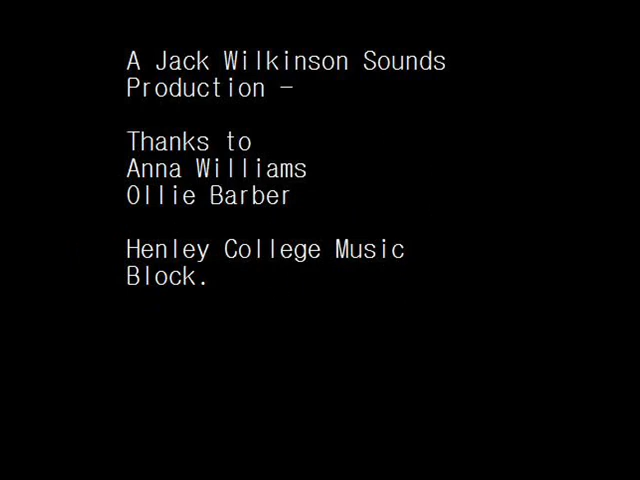 A Jack Wilkinson Sounds
Production -
Thanks to
Anna Williams
Ollie Barber
Henley College Music
Block.